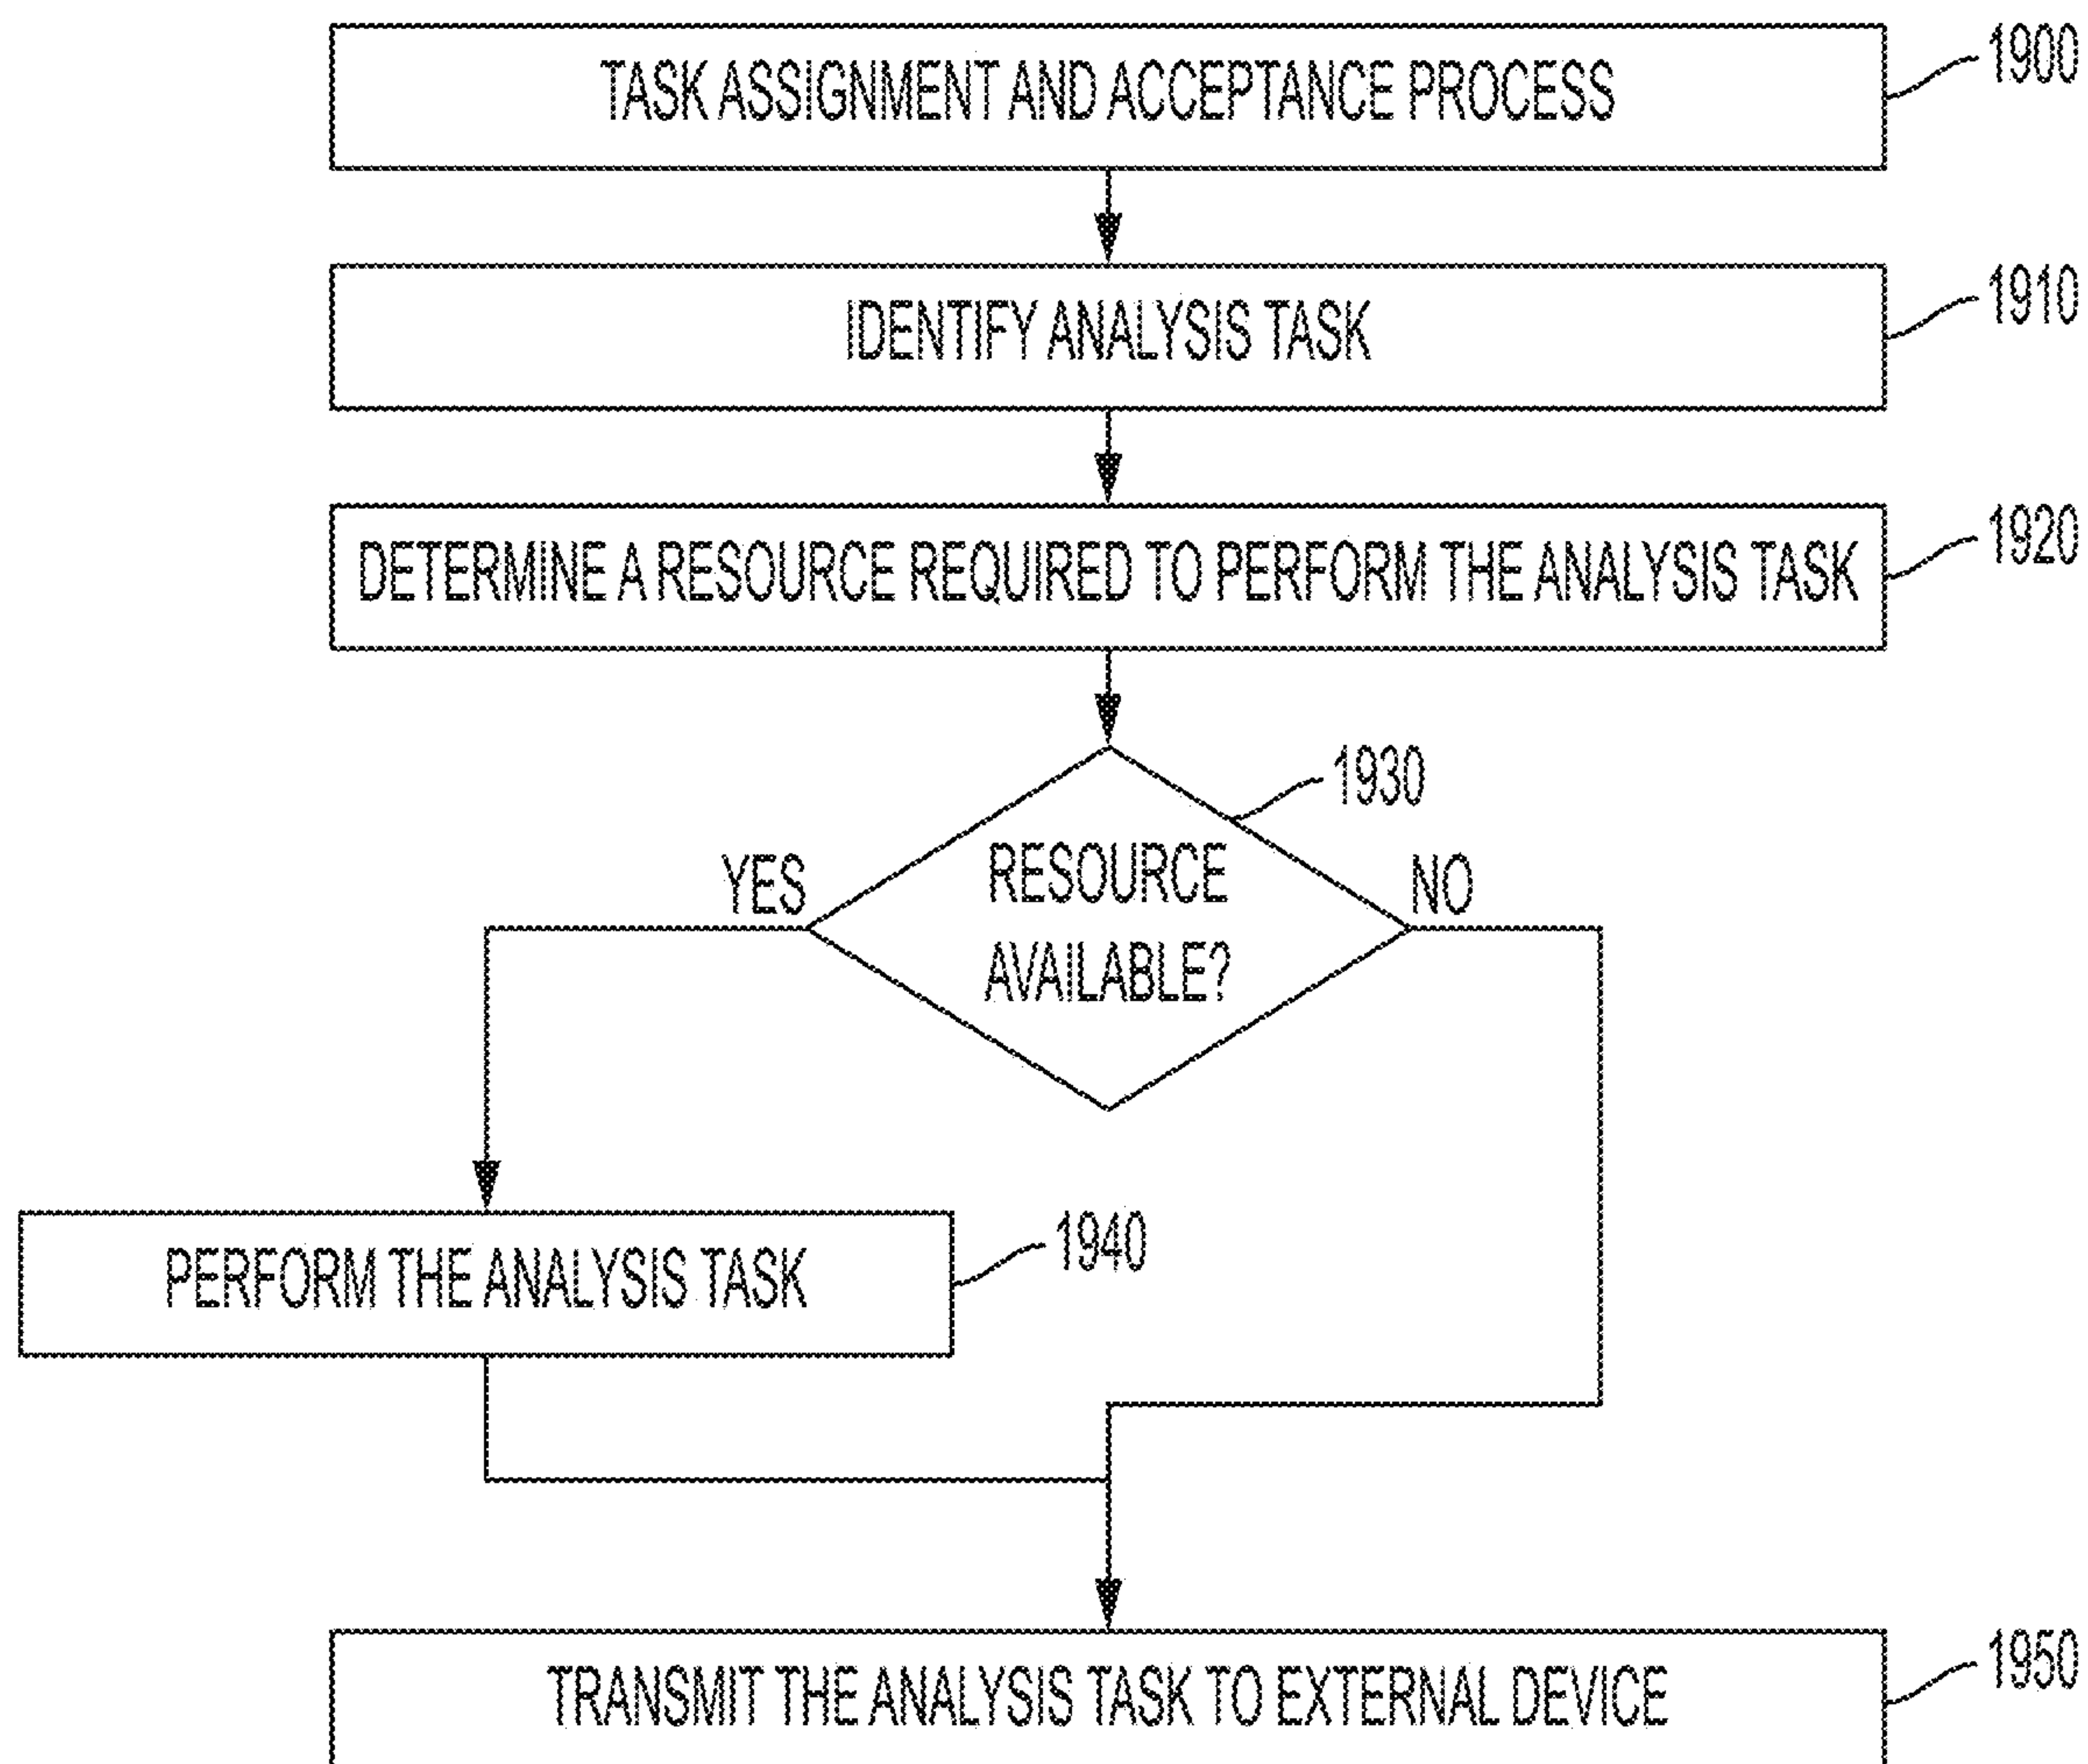 TASK ASSIGNMENT AND ACCEPTANCE PROCESS
1900
IDENTIFY ANALYSIS TASK
1910
DETERMINE A RESOURCE REQUIRED TO PERFORM THE ANALYSIS TASK
1920
1930
YES
RESOURCE
AVAILABLE?
NO
PERFORM THE ANALYSIS TASK
1940
TRANSMIT THE ANALYSIS TASK TO EXTERNAL DEVICE
1950